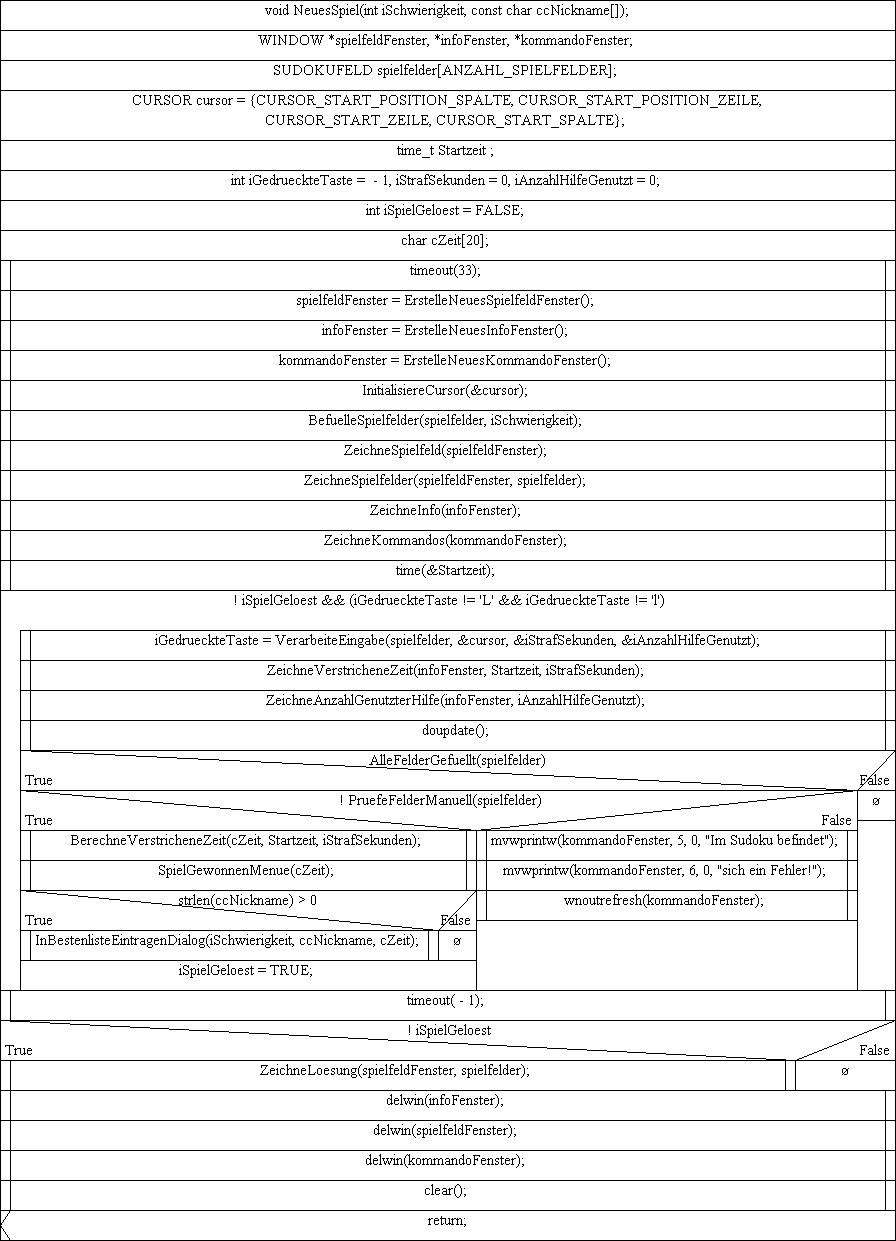 void NeuesSpiel(int iSchwierigkeit, const char ccNickname[]);
WINDOW *spielfeldFenster, *infoFenster, *kommandoFenster;
SUDOKUFELD spielfelder[ANZAHL_SPIELFELDER];
CURSOR cursor = {CURSOR_START_POSITION_SPALTE, CURSOR_START_POSITION_ZEILE,
CURSOR_START_ZEILE, CURSOR_START_SPALTE};
time_t Startzeit ;
int iGedrueckteTaste =  - 1, iStrafSekunden = 0, iAnzahlHilfeGenutzt = 0;
int iSpielGeloest = FALSE;
char cZeit[20];
timeout(33);
spielfeldFenster = ErstelleNeuesSpielfeldFenster();
infoFenster = ErstelleNeuesInfoFenster();
kommandoFenster = ErstelleNeuesKommandoFenster();
InitialisiereCursor(&cursor);
BefuelleSpielfelder(spielfelder, iSchwierigkeit);
ZeichneSpielfeld(spielfeldFenster);
ZeichneSpielfelder(spielfeldFenster, spielfelder);
ZeichneInfo(infoFenster);
ZeichneKommandos(kommandoFenster);
time(&Startzeit);
! iSpielGeloest && (iGedrueckteTaste != 'L' && iGedrueckteTaste != 'l')
iGedrueckteTaste = VerarbeiteEingabe(spielfelder, &cursor, &iStrafSekunden, &iAnzahlHilfeGenutzt);
ZeichneVerstricheneZeit(infoFenster, Startzeit, iStrafSekunden);
ZeichneAnzahlGenutzterHilfe(infoFenster, iAnzahlHilfeGenutzt);
doupdate();
AlleFelderGefuellt(spielfelder)
True False
! PruefeFelderManuell(spielfelder) ø
True False
BerechneVerstricheneZeit(cZeit, Startzeit, iStrafSekunden); mvwprintw(kommandoFenster, 5, 0, "Im Sudoku befindet");
SpielGewonnenMenue(cZeit); mvwprintw(kommandoFenster, 6, 0, "sich ein Fehler!");
strlen(ccNickname) > 0 wnoutrefresh(kommandoFenster);
True False
InBestenlisteEintragenDialog(iSchwierigkeit, ccNickname, cZeit); ø
iSpielGeloest = TRUE;
timeout( - 1);
! iSpielGeloest
True False
ZeichneLoesung(spielfeldFenster, spielfelder); ø
delwin(infoFenster);
delwin(spielfeldFenster);
delwin(kommandoFenster);
clear();
return;